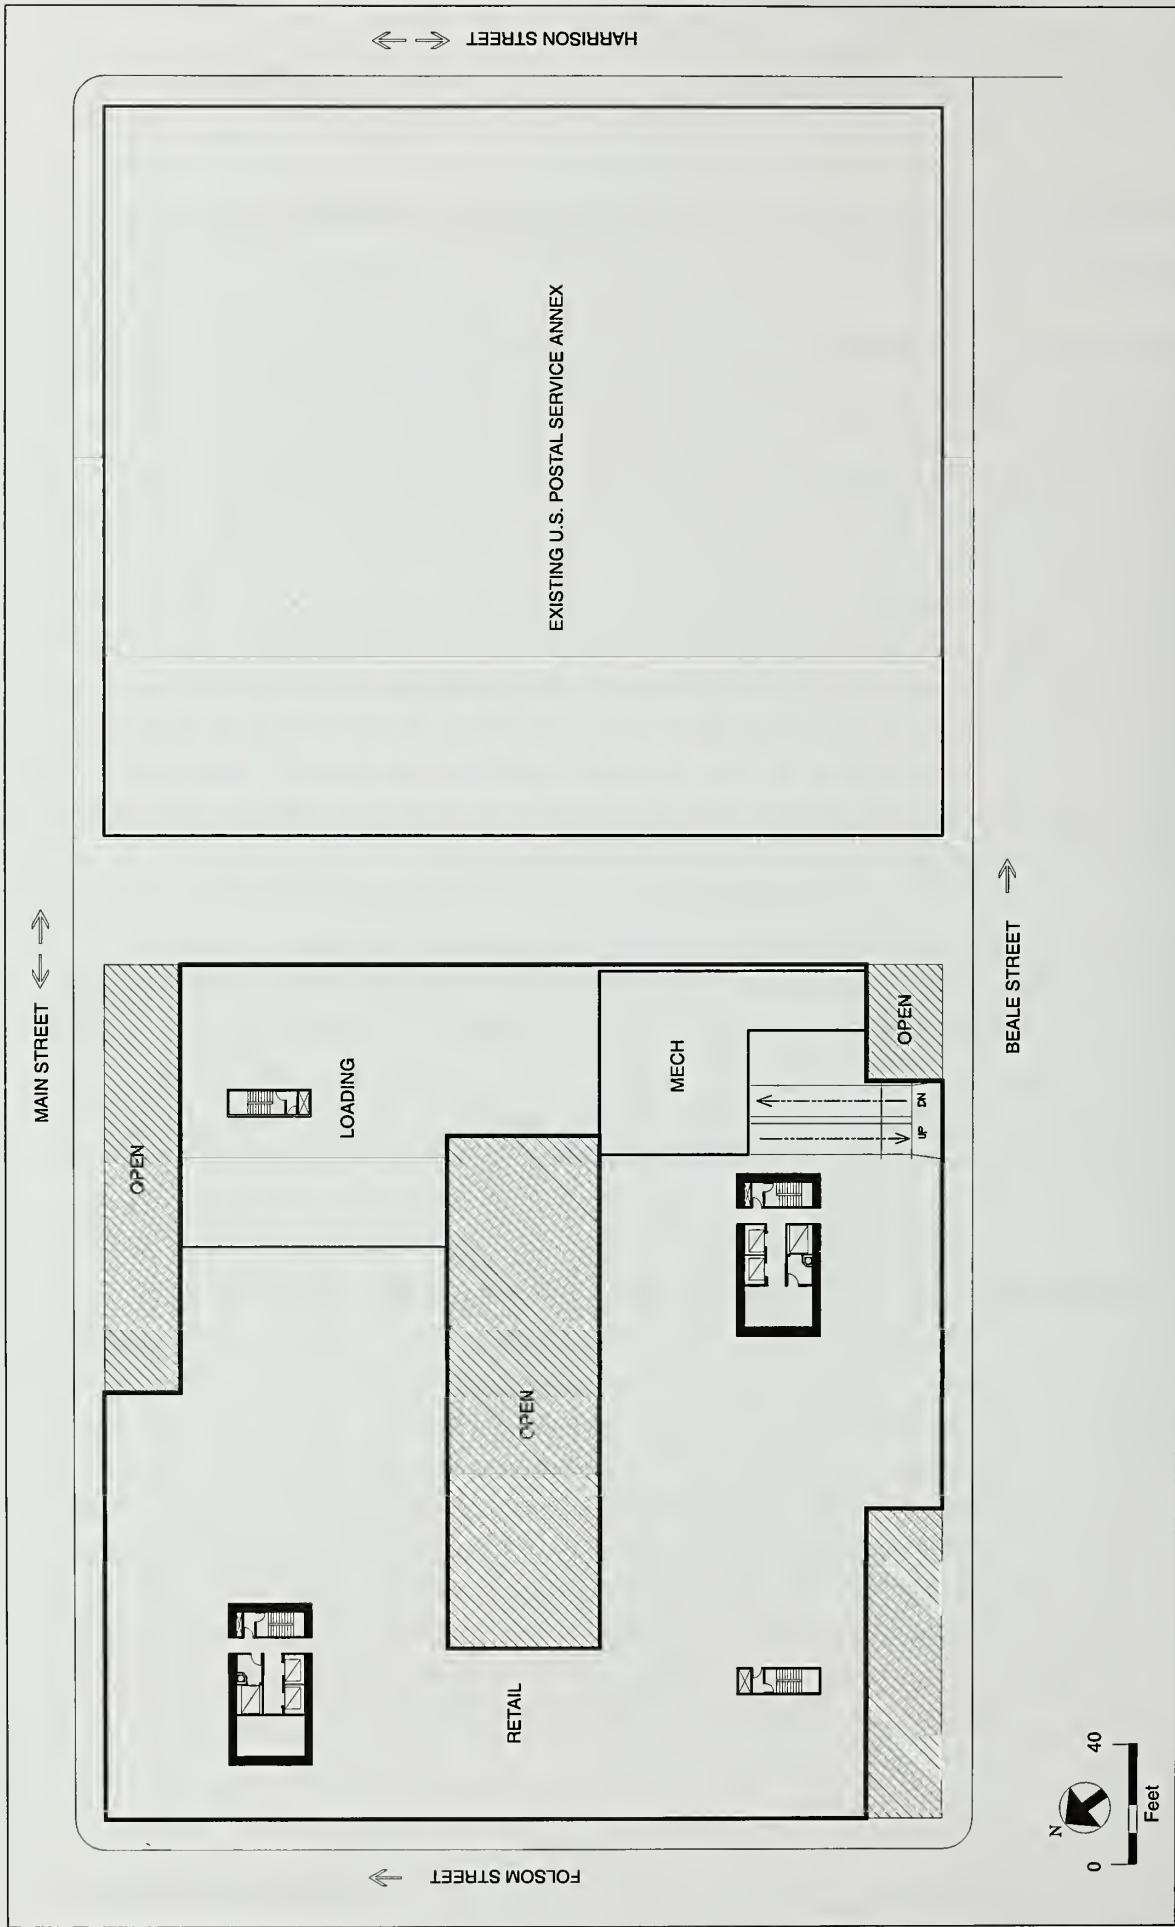 HARRISON STREET
EXISTING U.S. POSTAL SERVICE ANNEX
MAIN STREET
BEALE STREET
OPEN
LOADING
MECH
OPEN
DN
UP
OPEN
RETAIL
FOLSOM STREET
N
0 40
Feet